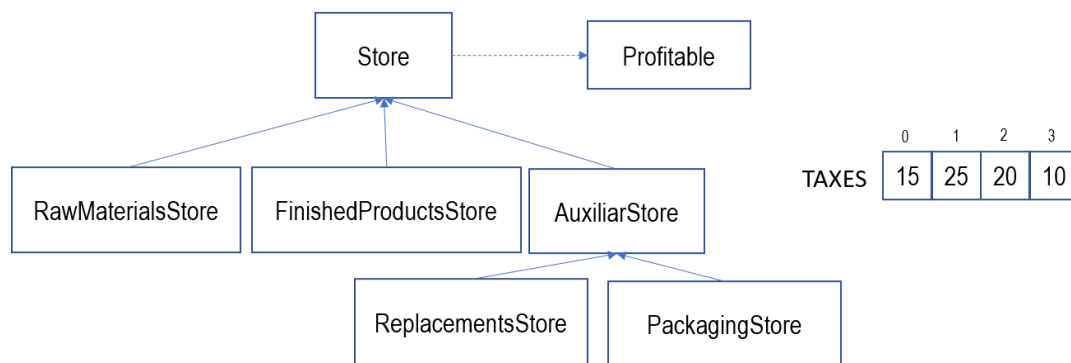 Store
Profitable
RawMaterialsStore
FinishedProductsStore
AuxiliarStore
ReplacementsStore
PackagingStore
0 1 2 3
TAXES 15 25 20 10